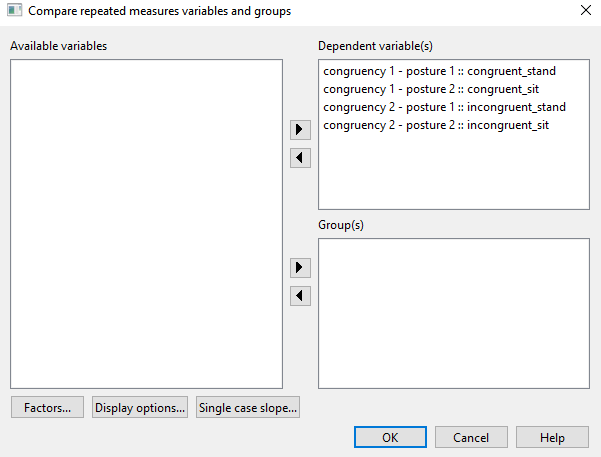 Compare repeated measures variables and groups
Available variables
Dependent variable(s)
congruency 1 - posture 1 :: congruent_stand
congruency 1 - posture 2 :: congruent_sit
congruency 2 - posture 1 :: incongruent_stand
congruency 2 - posture 2 :: incongruent_sit
Group(s)
Factors...
Display options...
Single case slope...
OK
Cancel
Help